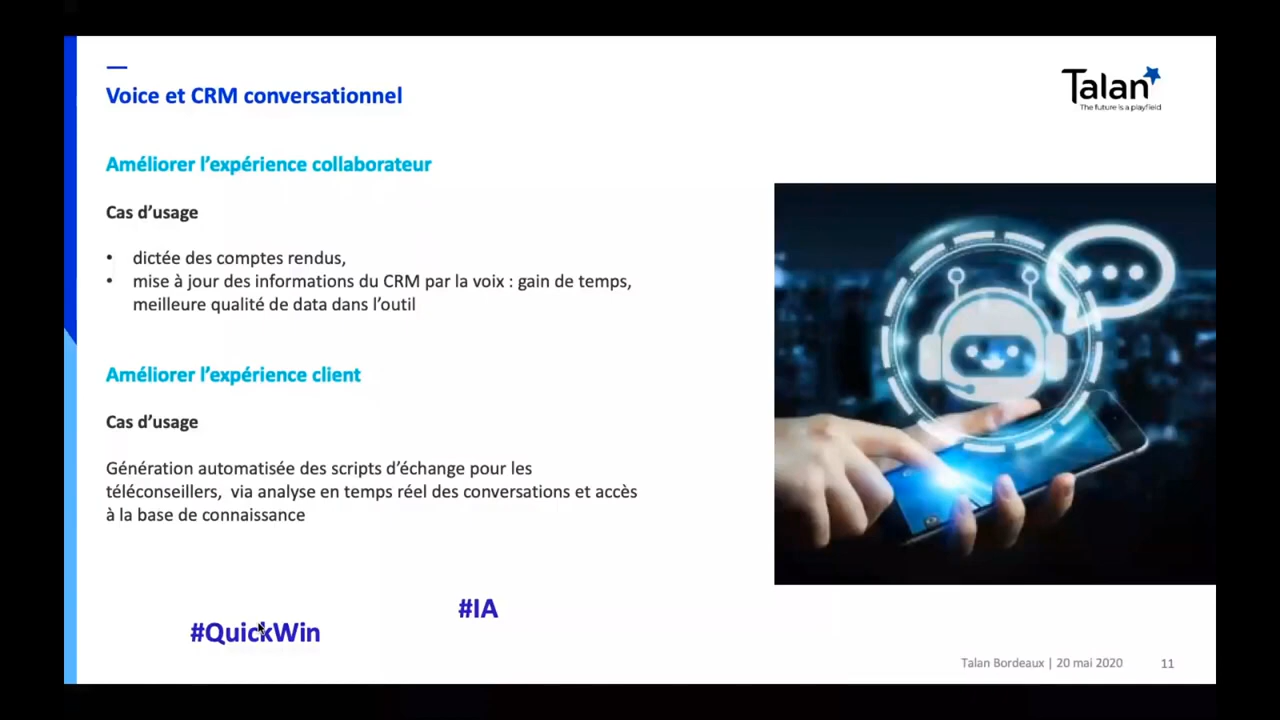 Voice et CRM conversationnel
Talan
The future is a playfield
Améliorer l'expérience collaborateur
Cas d'usage
• dictée des comptes rendus,
• mise à jour des informations du CRM par la voix : gain de temps,
meilleure qualité de data dans l'outil
Améliorer l'expérience client
Cas d'usage
Génération automatisée des scripts d'échange pour les
téléconseillers, via analyse en temps réel des conversations et accès
à la base de connaissance
#IA
#QuickWin
Talan Bordeaux | 20 mai 2020 11